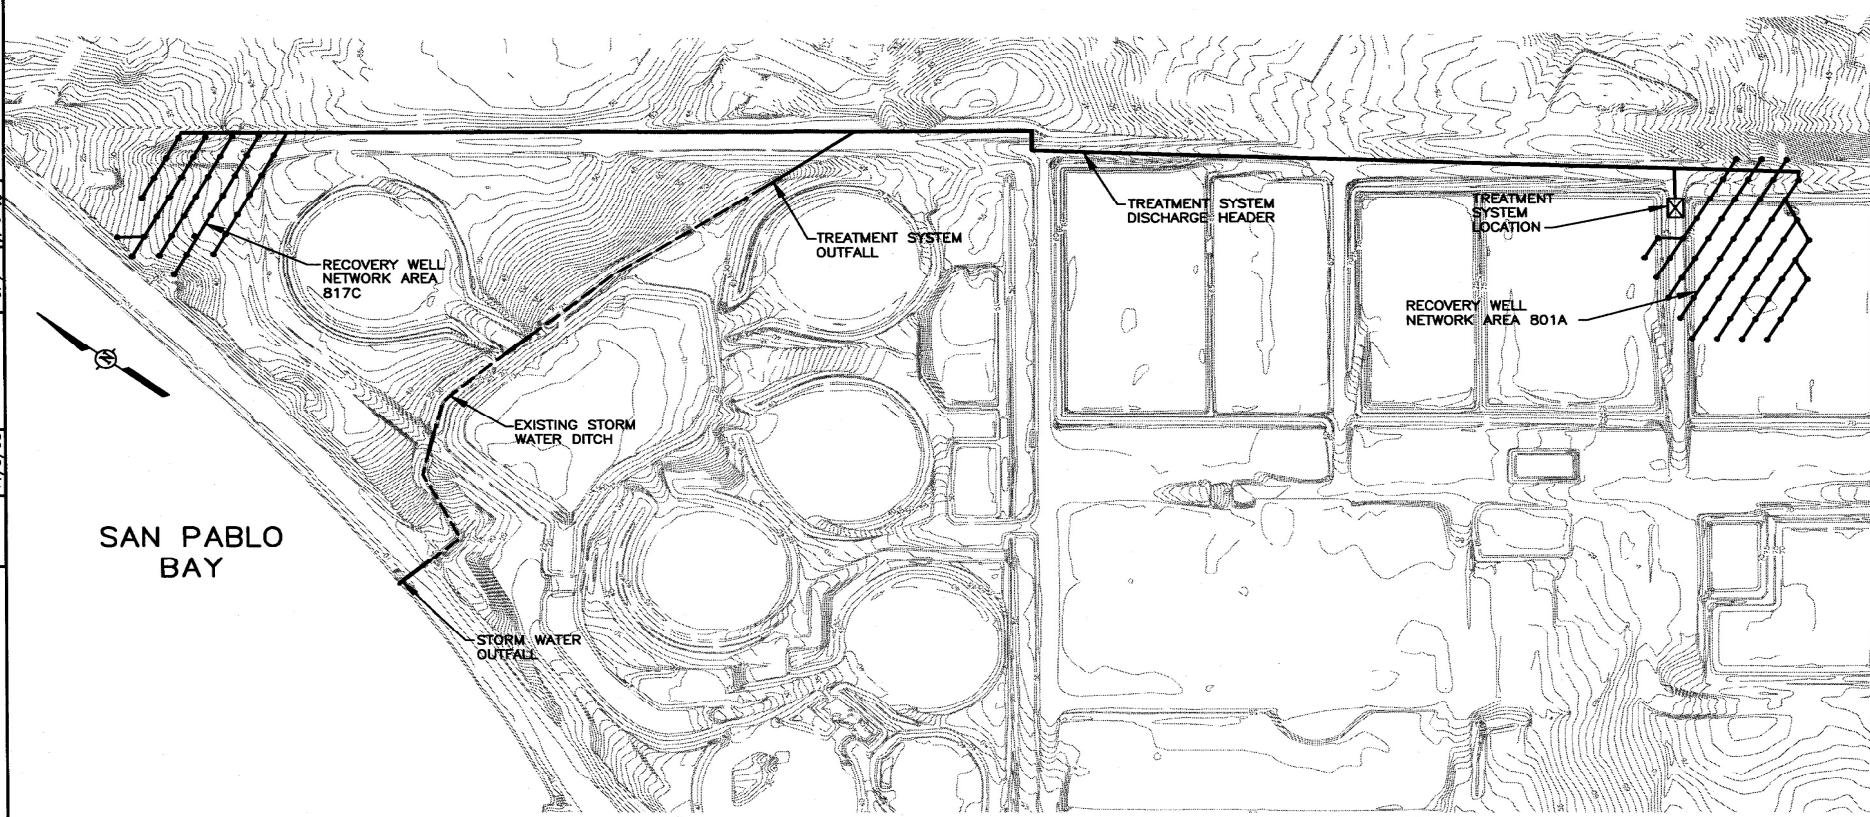 TREATMENT SYSTEM
DISCHARGE HEADER
TREATMENT
SYSTEM
LOCATION
TREATMENT SYSTEM
OUTFALL
RECOVERY WELL
NETWORK AREA
817C
RECOVERY WELL
NETWORK AREA 801A
N
EXISTING STORM
WATER DITCH
SAN PABLO
BAY
STORM WATER
OUTFALL